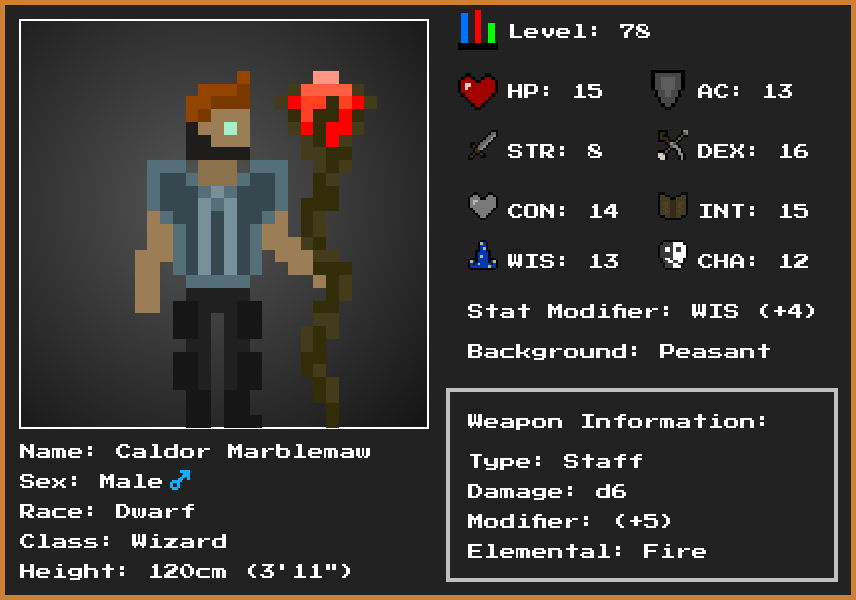 Level: 78
HP: 15
AC: 13
STR: 8
DEX: 16
CON: 14
INT: 15
WIS: 13
CHA: 12
Stat Modifier: WIS (+4)
Background: Peasant
Weapon Information:
Type: Staff
Damage: d6
Modifier: (+5)
Elemental: Fire
Name: Caldor Marblemaw
Sex: Male ♂
Race: Dwarf
Class: Wizard
Height: 120cm (3'11")